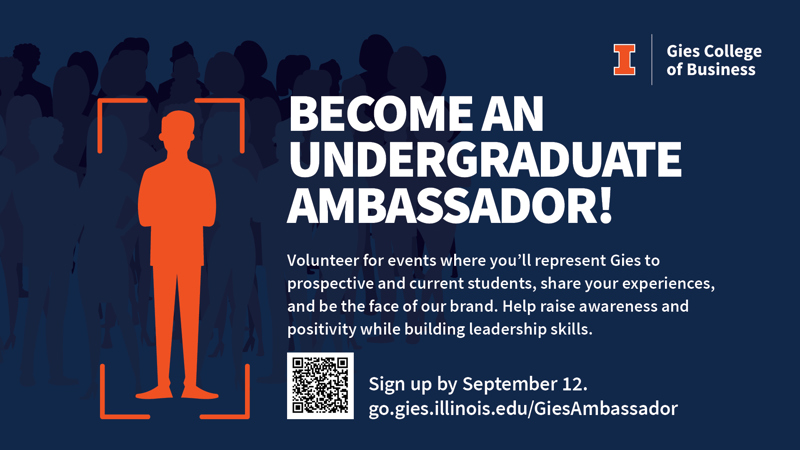 Gies College
of Business
BECOME AN
UNDERGRADUATE
AMBASSADOR!
Volunteer for events where you’ll represent Gies to
prospective and current students, share your experiences,
and be the face of our brand. Help raise awareness and
positivity while building leadership skills.
Sign up by September 12.
go.gies.illinois.edu/GiesAmbassador